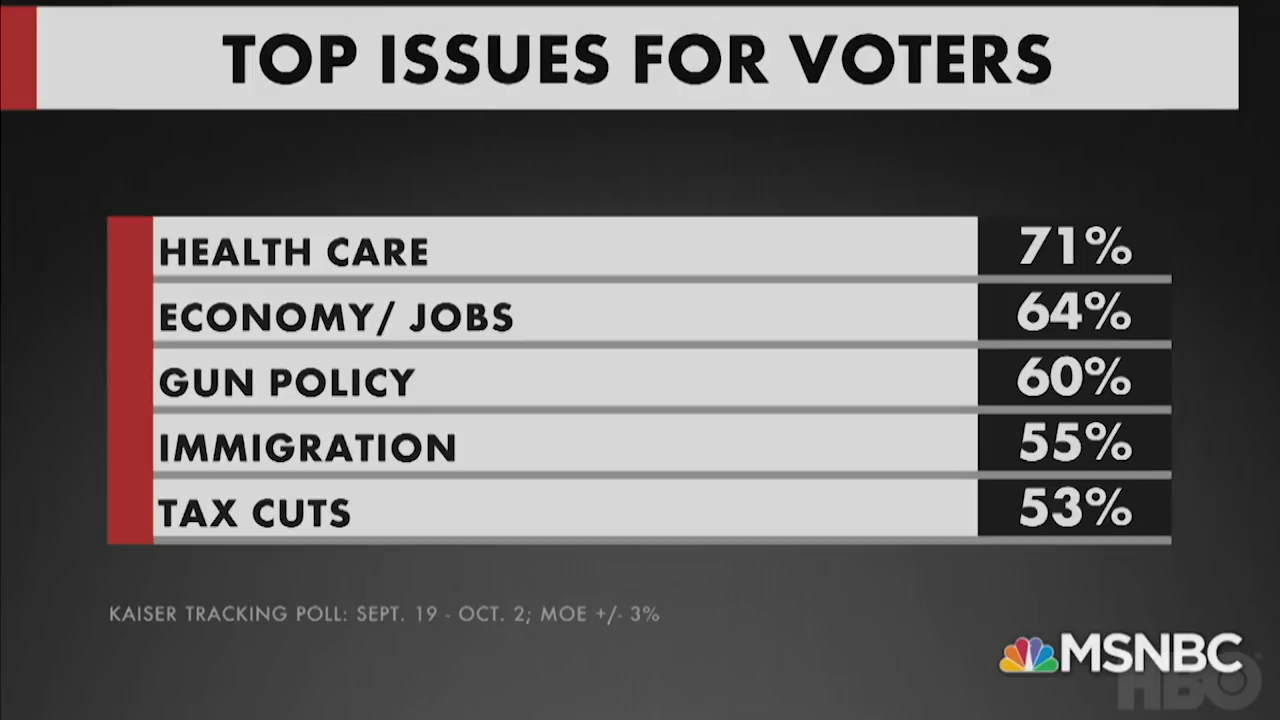 TOP ISSUES FOR VOTERS
HEALTH CARE 71%
ECONOMY/ JOBS 64%
GUN POLICY 60%
IMMIGRATION 55%
TAX CUTS 53%
KAISER TRACKING POLL: SEPT. 19 - OCT. 2; MOE +/- 3%
MSNBC
HBO